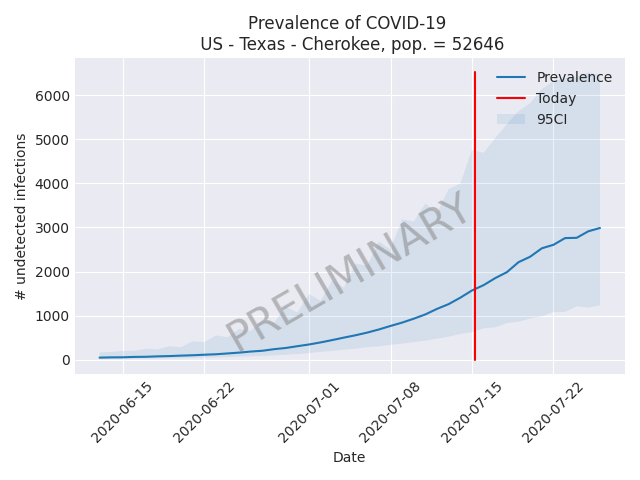 Prevalence of COVID-19
US - Texas - Cherokee, pop. = 52646
Prevalence
Today
95CI
PRELIMINARY
# undetected infections
6000
5000
4000
3000
2000
1000
0
2020-06-15
2020-06-22
2020-07-01
2020-07-08
2020-07-15
2020-07-22
Date